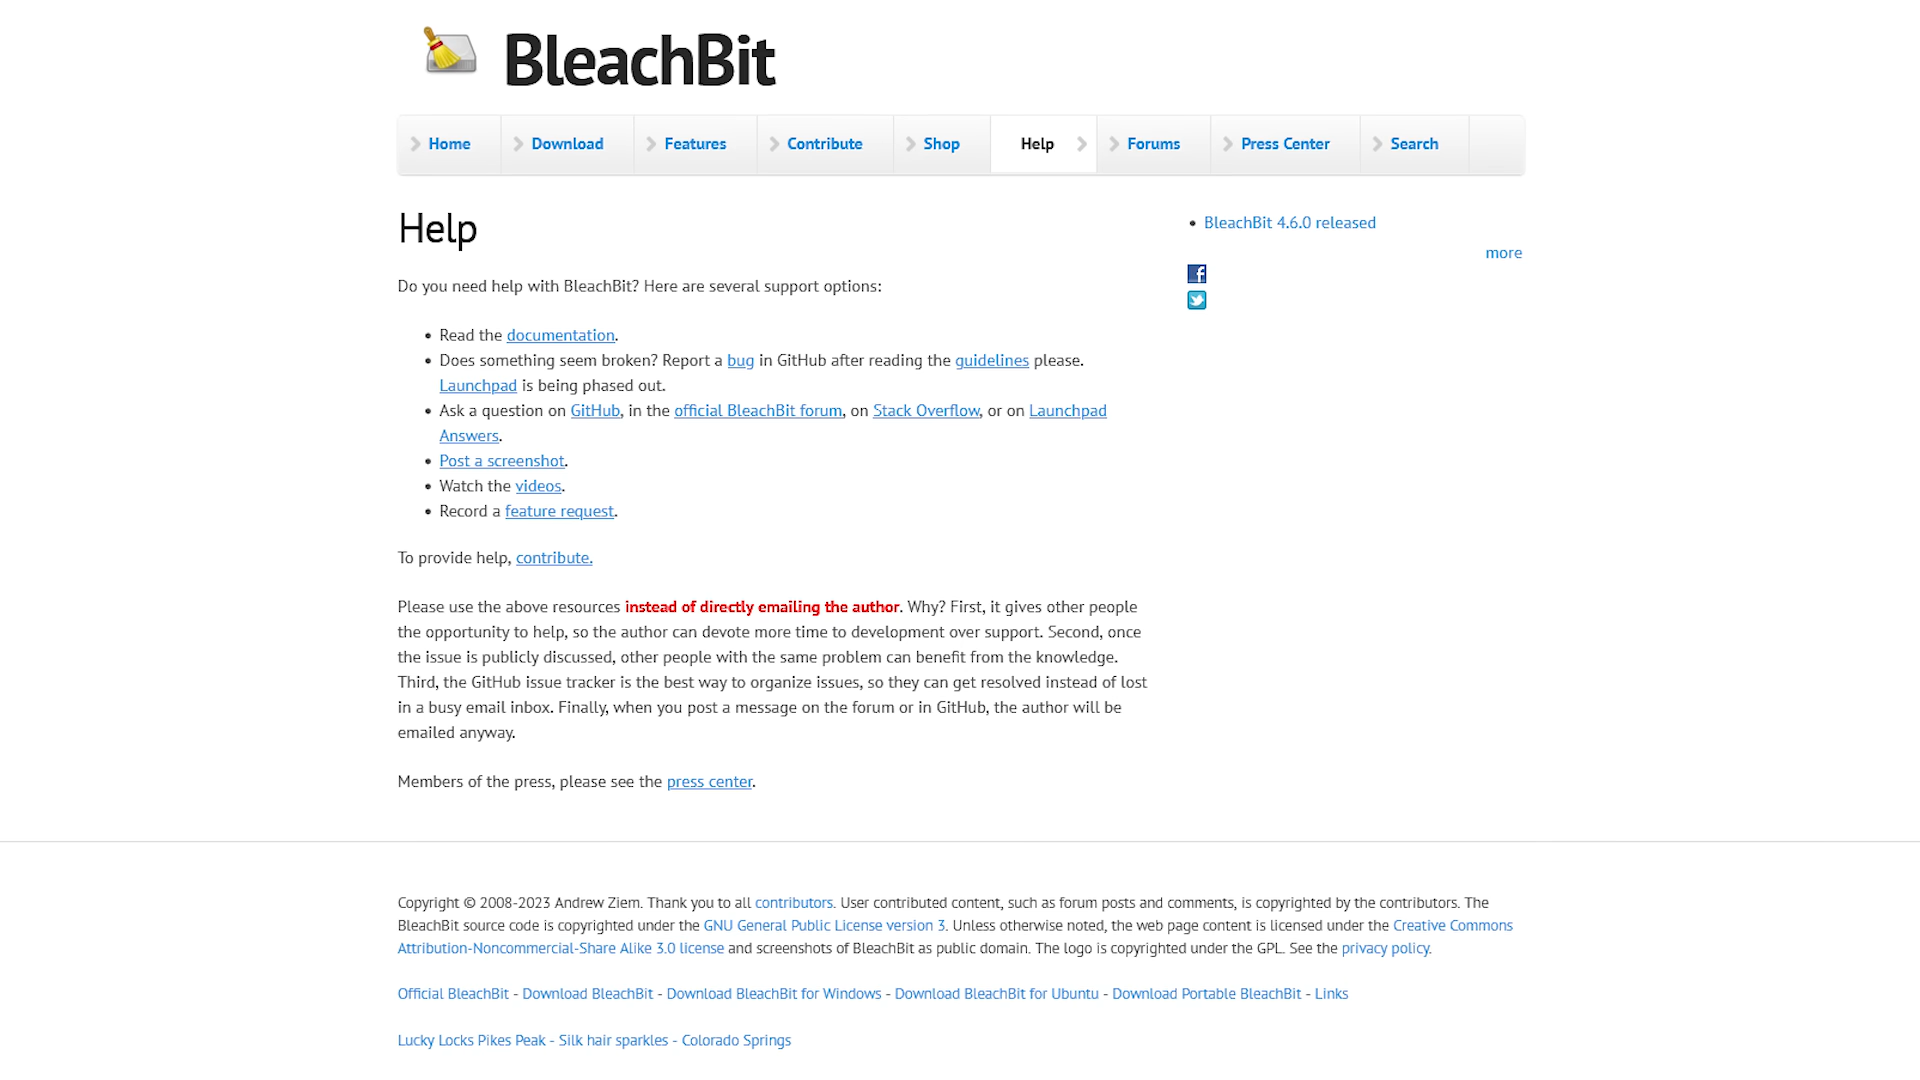 BleachBit
Home
Download
Features
Contribute
Shop
Help
Forums
Press Center
Search
Help
Do you need help with BleachBit? Here are several support options:
• Read the documentation.
• Does something seem broken? Report a bug in GitHub after reading the guidelines please.
Launchpad is being phased out.
• Ask a question on GitHub, in the official BleachBit forum, on Stack Overflow, or on Launchpad
Answers.
• Post a screenshot.
• Watch the videos.
• Record a feature request.
To provide help, contribute.
Please use the above resources instead of directly emailing the author. Why? First, it gives other people
the opportunity to help, so the author can devote more time to development over support. Second, once
the issue is publicly discussed, other people with the same problem can benefit from the knowledge.
Third, the GitHub issue tracker is the best way to organize issues, so they can get resolved instead of lost
in a busy email inbox. Finally, when you post a message on the forum or in GitHub, the author will be
emailed anyway.
Members of the press, please see the press center.
• BleachBit 4.6.0 released
more
Copyright © 2008-2023 Andrew Ziem. Thank you to all contributors. User contributed content, such as forum posts and comments, is copyrighted by the contributors. The
BleachBit source code is copyrighted under the GNU General Public License version 3. Unless otherwise noted, the web page content is licensed under the Creative Commons
Attribution-Noncommercial-Share Alike 3.0 license and screenshots of BleachBit as public domain. The logo is copyrighted under the GPL. See the privacy policy.
Official BleachBit - Download BleachBit - Download BleachBit for Windows - Download BleachBit for Ubuntu - Download Portable BleachBit - Links
Lucky Locks Pikes Peak - Silk hair sparkles - Colorado Springs